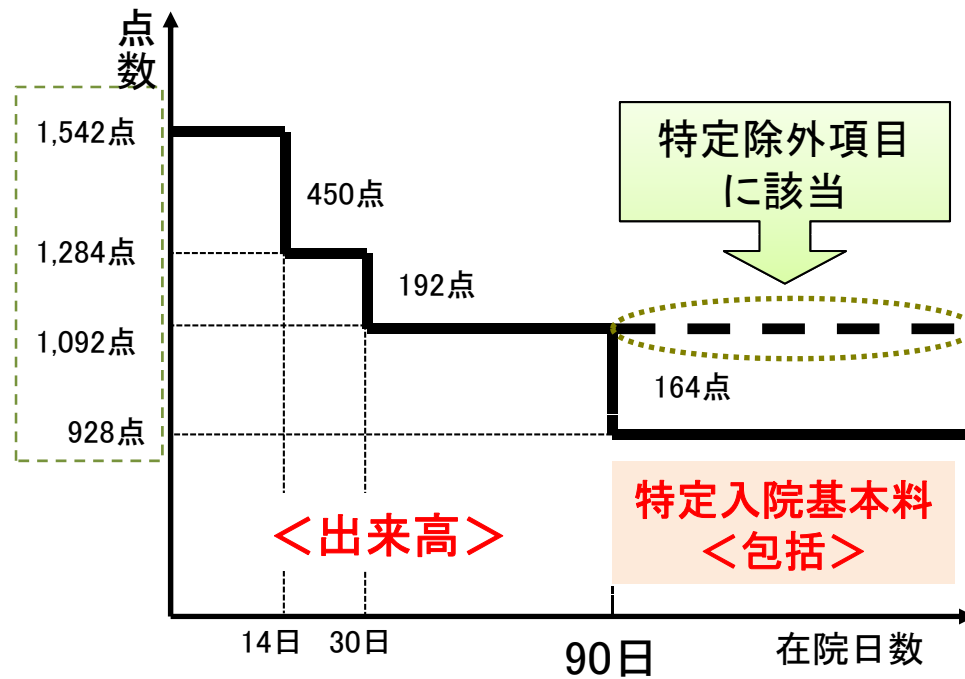 点
数
1,542点
1,284点
1,092点
928点
450点
192点
164点
特定除外項目
に該当
＜出来高＞
特定入院基本料
＜包括＞
14日
30日
90日
在院日数